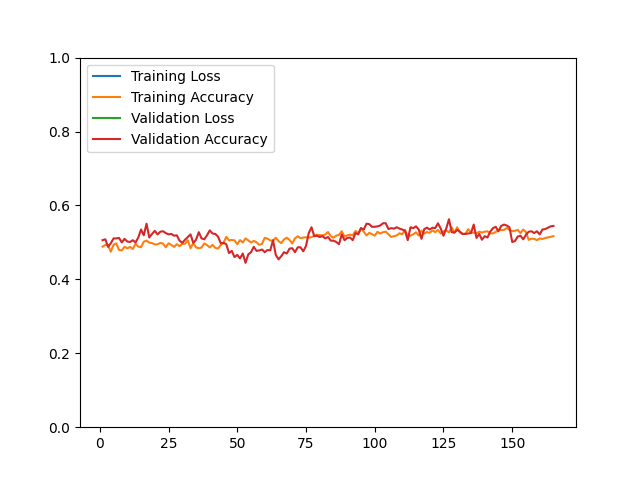 1.0
0.8
0.6
0.4
0.2
0.0
Training Loss
Training Accuracy
Validation Loss
Validation Accuracy
0 25 50 75 100 125 150